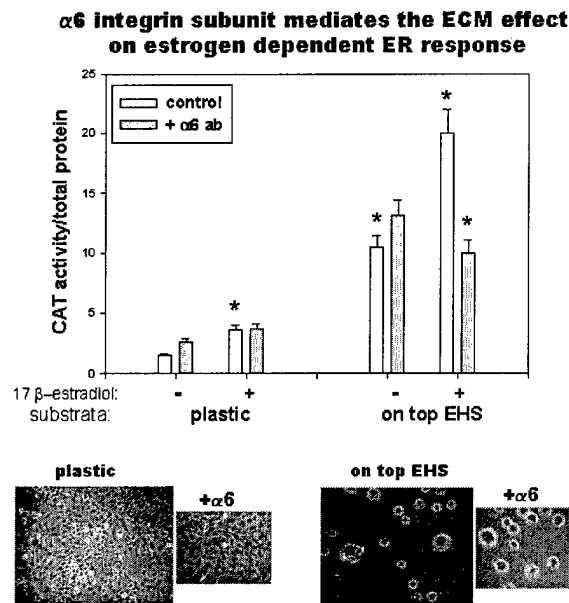 α6 integrin subunit mediates the ECM effect
on estrogen dependent ER response
25
20
15
10
5
0
CAT activity/total protein
control
+ α6 ab
*
*
*
*
17 β–estradiol: - + - +
substrata: plastic on top EHS
plastic
+α6
on top EHS
+α6